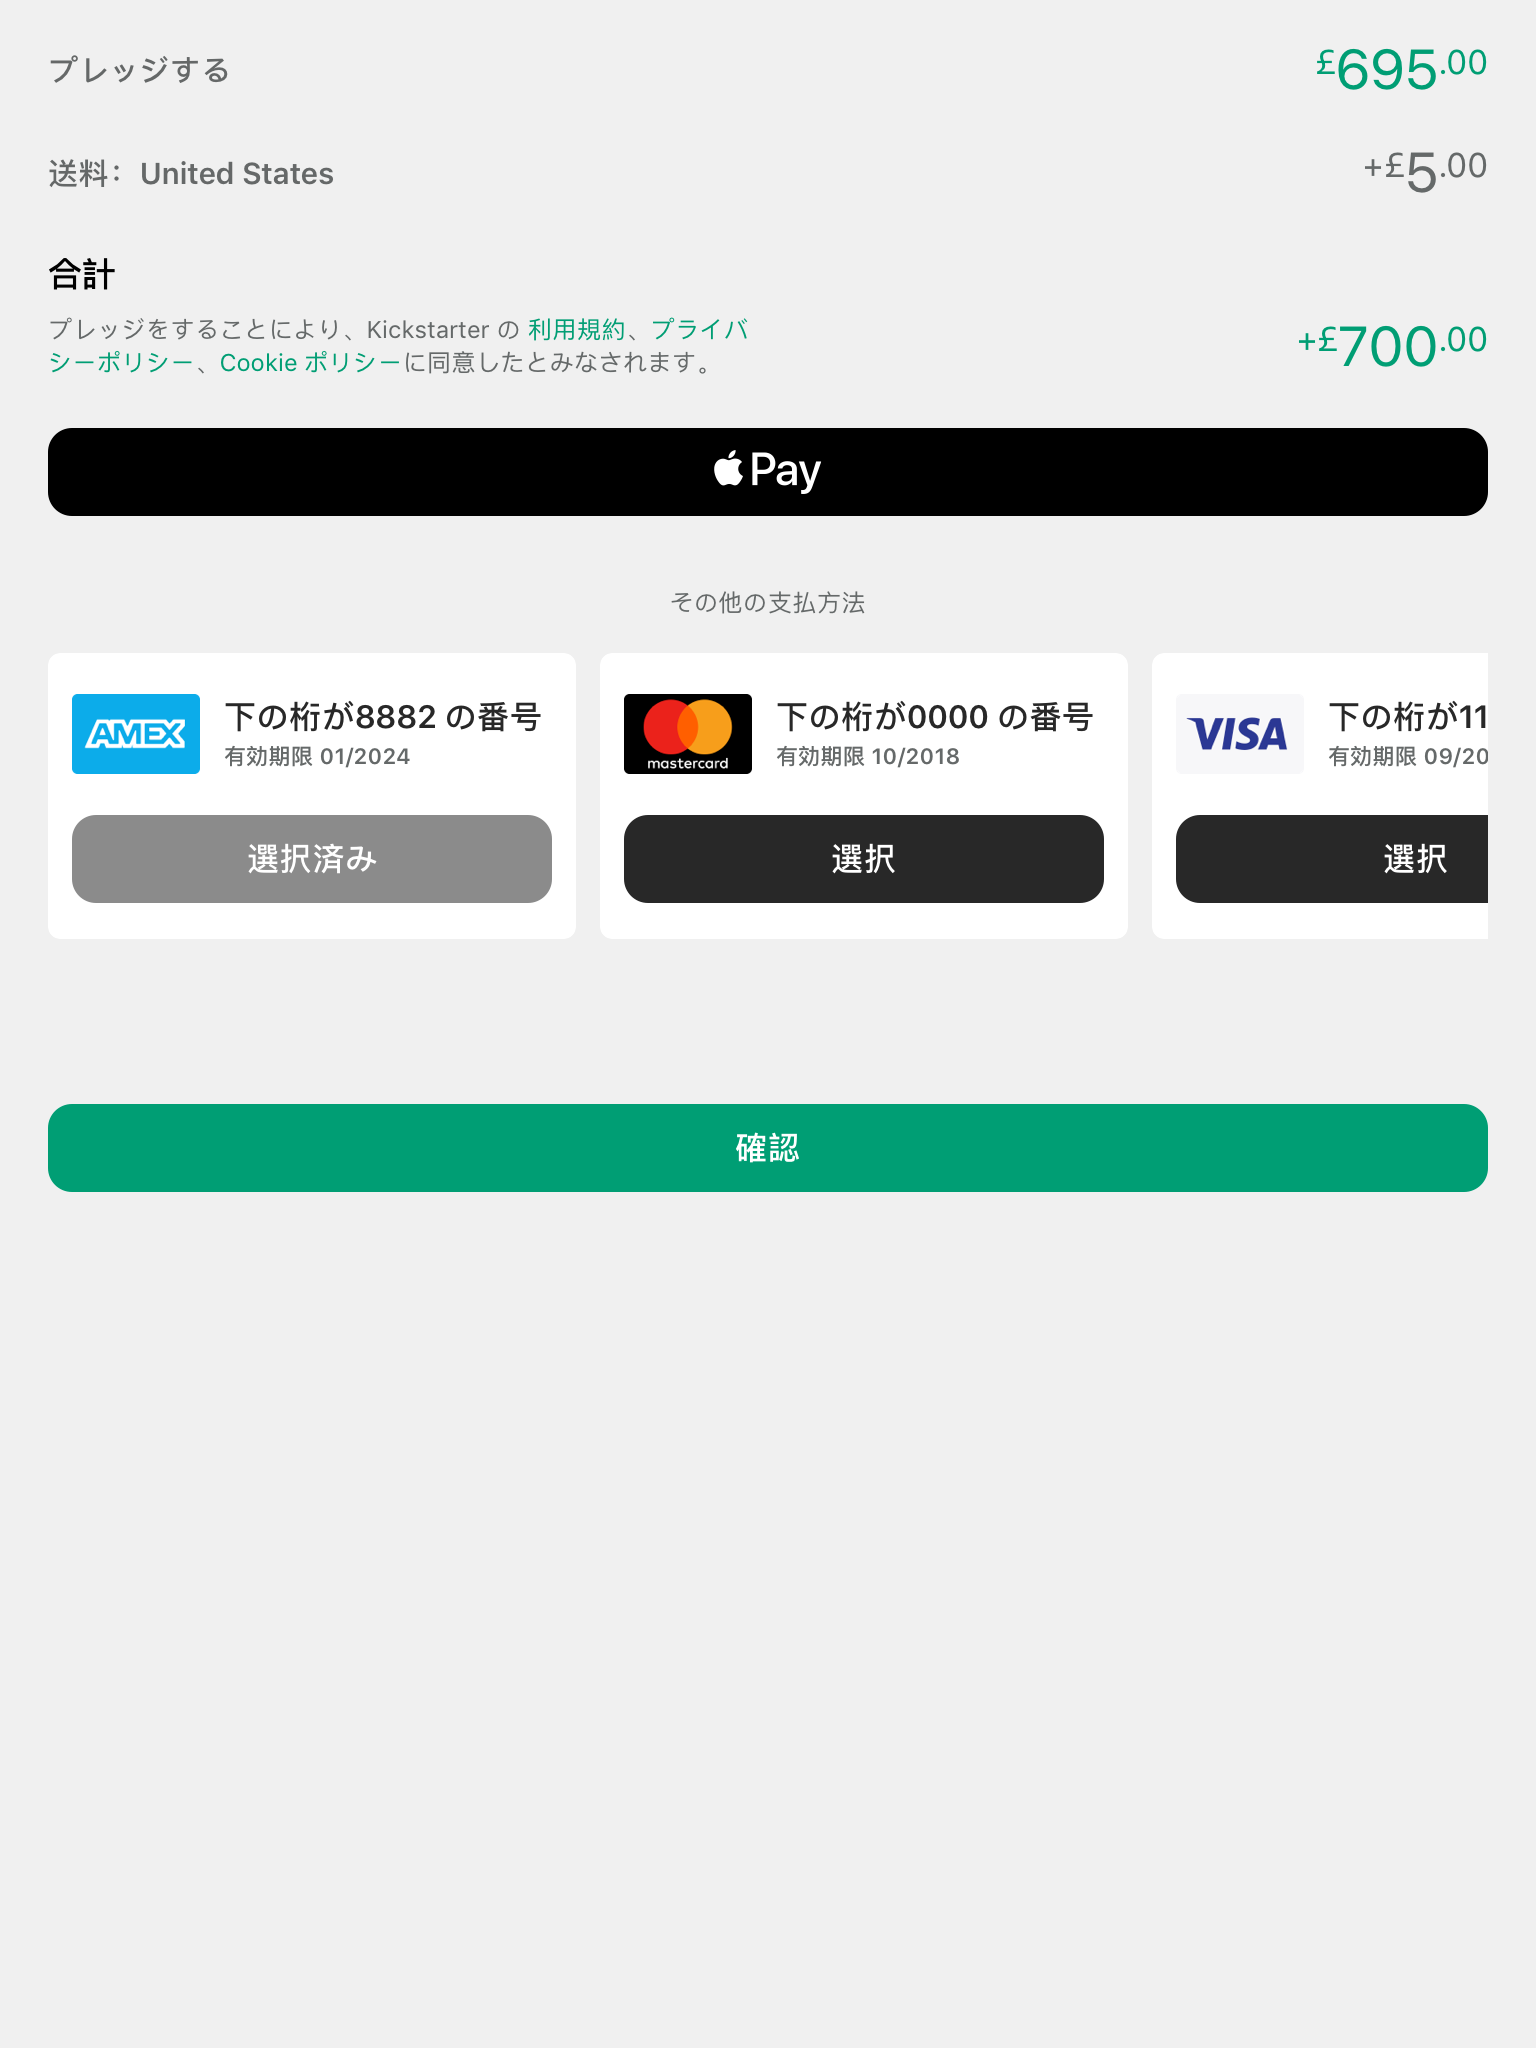 プレッジする
£695.00
送料： United States
+£5.00
合計
プレッジをすることにより、Kickstarter の 利用規約、プライバ
シーポリシー、Cookie ポリシーに同意したとみなされます。
+£700.00
Pay
その他の支払方法
AMEX
下の桁が8882 の番号
有効期限 01/2024
選択済み
mastercard
下の桁が0000 の番号
有効期限 10/2018
選択
VISA
下の桁が11
有効期限 09/20
選択
確認